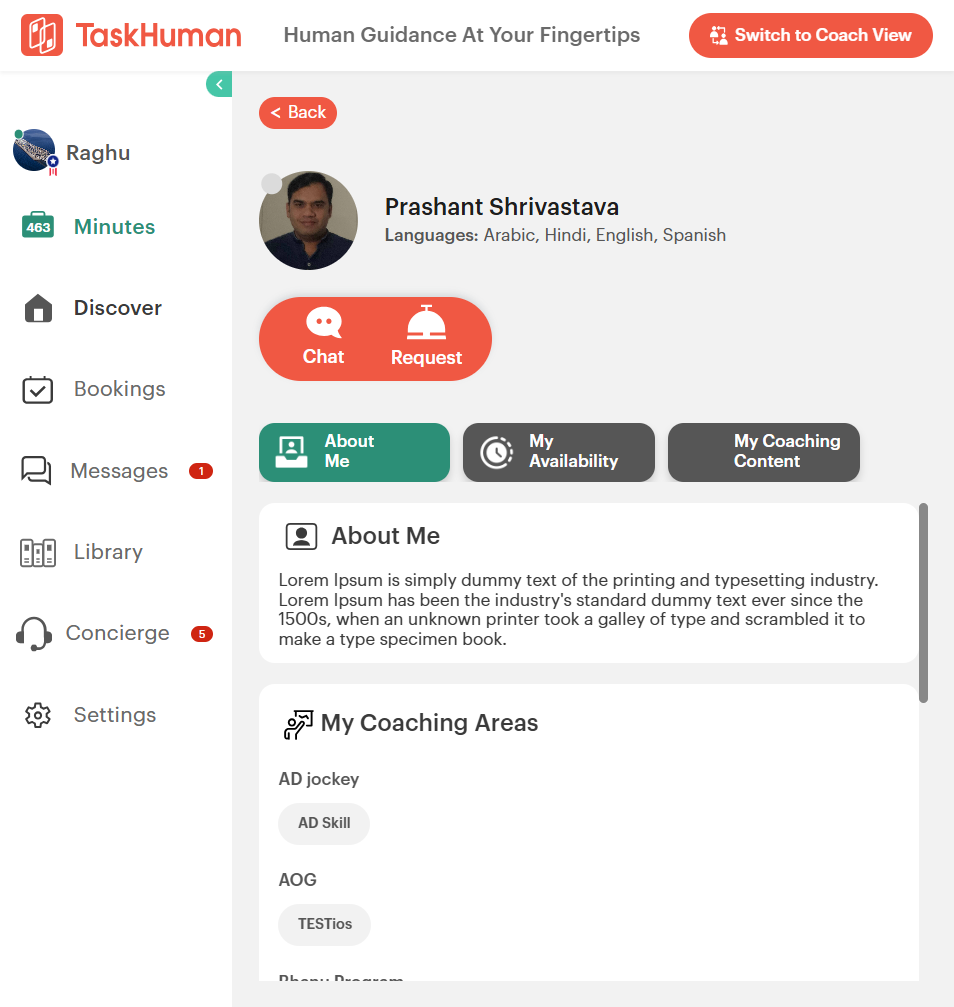 TaskHuman
Human Guidance At Your Fingertips
Switch to Coach View
< Back
Raghu
463
Minutes
Discover
Bookings
Messages
1
Library
Concierge
5
Settings
Prashant Shrivastava
Languages: Arabic, Hindi, English, Spanish
Chat
Request
About
Me
My
Availability
My Coaching
Content
About Me
Lorem Ipsum is simply dummy text of the printing and typesetting industry.
Lorem Ipsum has been the industry's standard dummy text ever since the
1500s, when an unknown printer took a galley of type and scrambled it to
make a type specimen book.
My Coaching Areas
AD jockey
AD Skill
AOG
TESTios
Bhanu Program